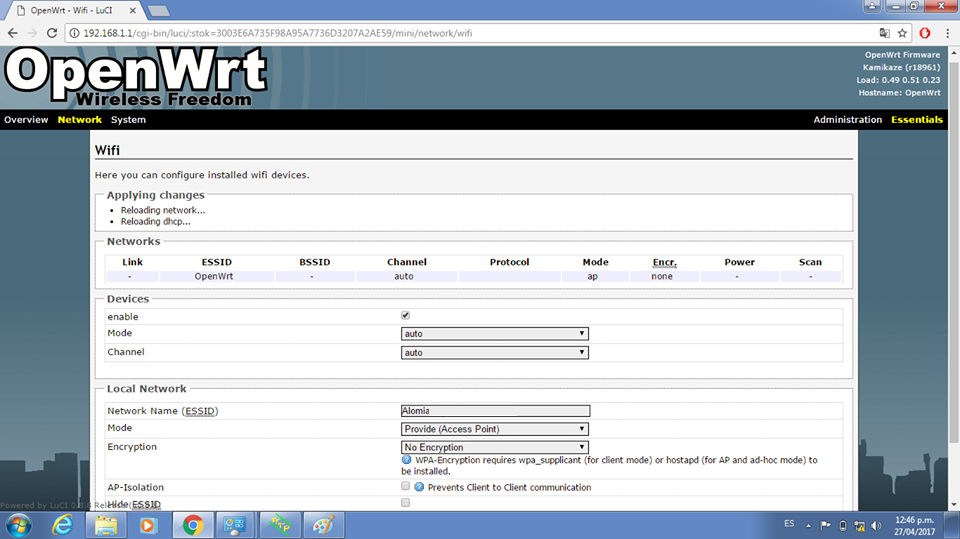 OpenWrt - Wifi - LuCI
192.168.1.1/cgi-bin/luci/;stok=3003E6A735F98A95A7736D3207A2AE59/mini/network/wifi
OpenWrt
Wireless Freedom
OpenWrt Firmware
Kamikaze (r18961)
Load: 0.49 0.51 0.23
Hostname: OpenWrt
Overview Network System Administration Essentials
Wifi
Here you can configure installed wifi devices.
Applying changes
Reloading network...
Reloading dhcp...
Networks
Link ESSID BSSID Channel Protocol Mode Encr. Power Scan
- OpenWrt - auto ap none - -
Devices
enable
Mode auto
Channel auto
Local Network
Network Name (ESSID) Alomia
Mode Provide (Access Point)
Encryption No Encryption
WPA-Encryption requires wpa_supplicant (for client mode) or hostapd (for AP and ad-hoc mode) to
be installed.
AP-Isolation Prevents Client to Client communication
Hide ESSID
Powered by LuCI
ES 12:46 p.m.
27/04/2017